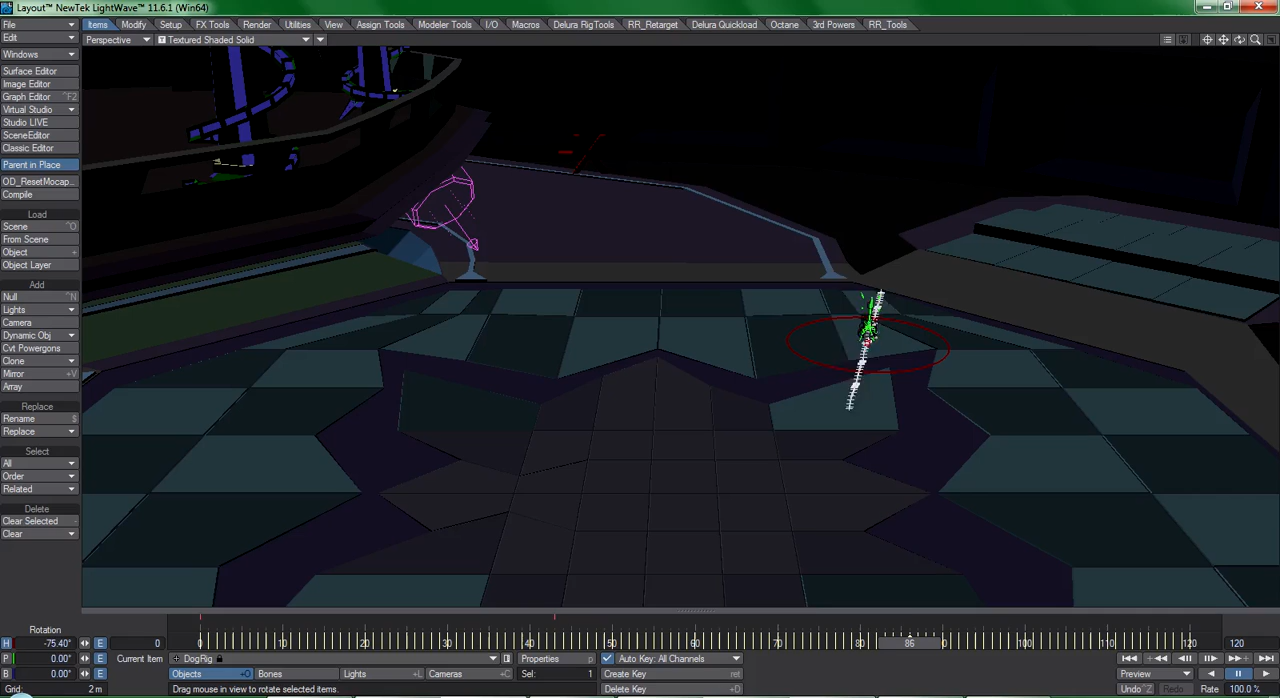 Layout™ NewTek LightWave™ 11.6.1 (Win64)
File Items Modify Setup FX Tools Render Utilities View Assign Tools Modeler Tools I/O Macros Delura RigTools RR_Retarget Delura Quickload Octane 3rd Powers RR_Tools
Edit Perspective Textured Shaded Solid
Windows
Surface Editor
Image Editor
Graph Editor ^F2
Virtual Studio
Studio LIVE
SceneEditor
Classic Editor
Parent in Place
OD_ResetMocap...
Compile
Load
Scene ^O
From Scene
Object +
Object Layer
Add
Null ^N
Lights
Camera
Dynamic Obj
Cvt Powergons
Clone
Mirror +V
Array
Replace
Rename $
Replace
Select
All
Order
Related
Delete
Clear Selected -
Clear
Rotation
H -75.40° E 0 0 10 20 30 40 50 60 70 80 86 0 100 110 120 120
P 0.00° E Current Item + DogRig Properties p Auto Key: All Channels
B 0.00° E Objects +O Bones Lights +L Cameras +C Sel: 1 Create Key ret Preview
Grid: 2 m Drag mouse in view to rotate selected items. Delete Key +D Undo^Z Redo Rate 100.0 %